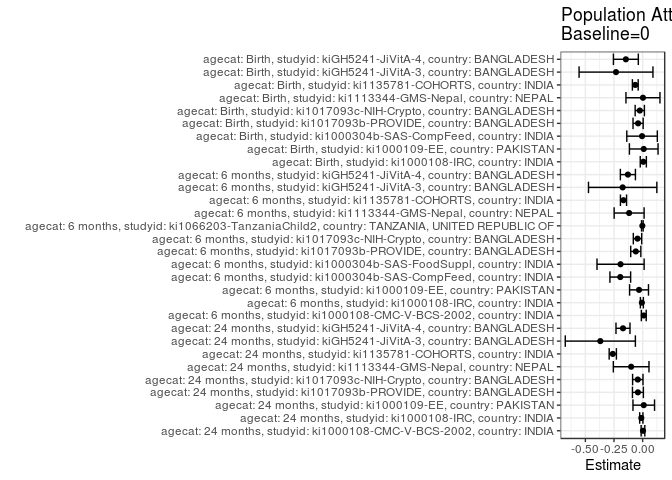 Population Att
Baseline=0
agecat: Birth, studyid: kiGH5241-JiVitA-4, country: BANGLADESH
agecat: Birth, studyid: kiGH5241-JiVitA-3, country: BANGLADESH
agecat: Birth, studyid: ki1135781-COHORTS, country: INDIA
agecat: Birth, studyid: ki1113344-GMS-Nepal, country: NEPAL
agecat: Birth, studyid: ki1017093c-NIH-Crypto, country: BANGLADESH
agecat: Birth, studyid: ki1017093b-PROVIDE, country: BANGLADESH
agecat: Birth, studyid: ki1000304b-SAS-CompFeed, country: INDIA
agecat: Birth, studyid: ki1000109-EE, country: PAKISTAN
agecat: Birth, studyid: ki1000108-IRC, country: INDIA
agecat: 6 months, studyid: kiGH5241-JiVitA-4, country: BANGLADESH
agecat: 6 months, studyid: kiGH5241-JiVitA-3, country: BANGLADESH
agecat: 6 months, studyid: ki1135781-COHORTS, country: INDIA
agecat: 6 months, studyid: ki1113344-GMS-Nepal, country: NEPAL
agecat: 6 months, studyid: ki1066203-TanzaniaChild2, country: TANZANIA, UNITED REPUBLIC OF
agecat: 6 months, studyid: ki1017093c-NIH-Crypto, country: BANGLADESH
agecat: 6 months, studyid: ki1017093b-PROVIDE, country: BANGLADESH
agecat: 6 months, studyid: ki1000304b-SAS-FoodSuppl, country: INDIA
agecat: 6 months, studyid: ki1000304b-SAS-CompFeed, country: INDIA
agecat: 6 months, studyid: ki1000109-EE, country: PAKISTAN
agecat: 6 months, studyid: ki1000108-IRC, country: INDIA
agecat: 6 months, studyid: ki1000108-CMC-V-BCS-2002, country: INDIA
agecat: 24 months, studyid: kiGH5241-JiVitA-4, country: BANGLADESH
agecat: 24 months, studyid: kiGH5241-JiVitA-3, country: BANGLADESH
agecat: 24 months, studyid: ki1135781-COHORTS, country: INDIA
agecat: 24 months, studyid: ki1113344-GMS-Nepal, country: NEPAL
agecat: 24 months, studyid: ki1017093c-NIH-Crypto, country: BANGLADESH
agecat: 24 months, studyid: ki1017093b-PROVIDE, country: BANGLADESH
agecat: 24 months, studyid: ki1000109-EE, country: PAKISTAN
agecat: 24 months, studyid: ki1000108-IRC, country: INDIA
agecat: 24 months, studyid: ki1000108-CMC-V-BCS-2002, country: INDIA
-0.50 -0.25 0.00
Estimate